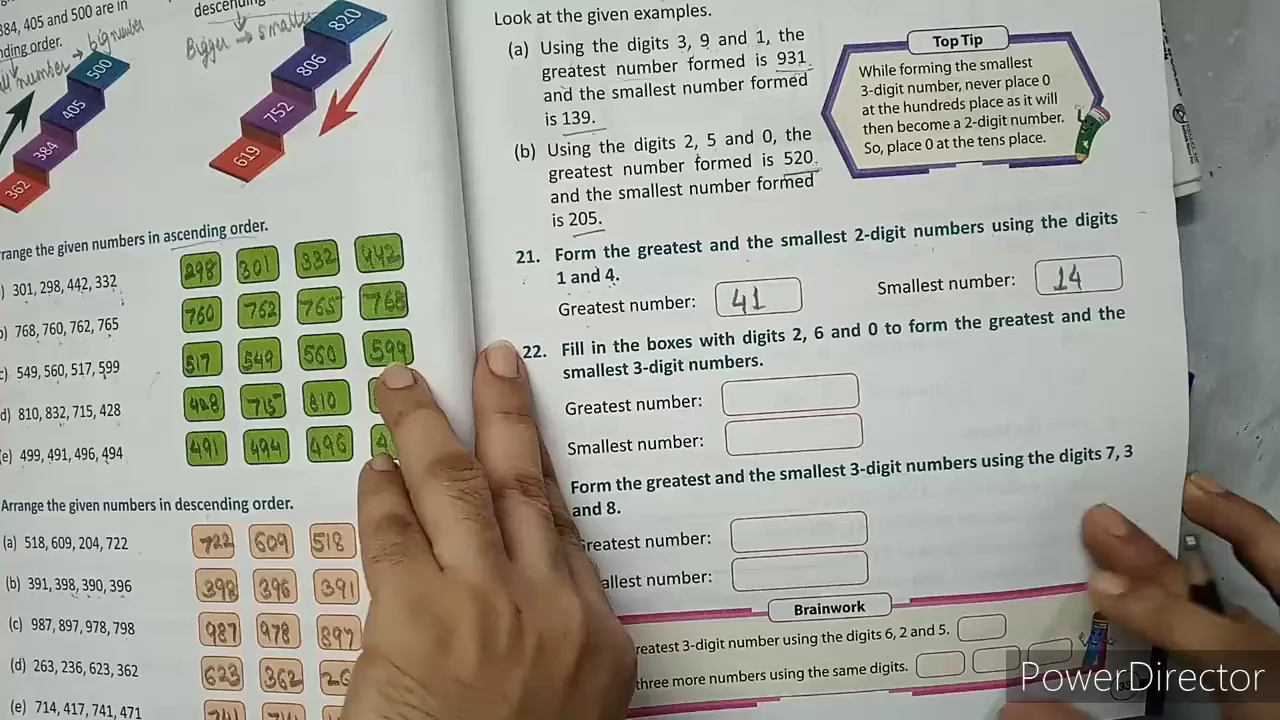 384, 405 and 500 are in
nding order.
number → big number
descending
Bigger → smaller
500
405
384
362
820
806
752
619
range the given numbers in ascending order.
) 301, 298, 442, 332
298 301 332 442
) 768, 760, 762, 765
760 762 765 768
c) 549, 560, 517, 599
517 549 560 599
d) 810, 832, 715, 428
428 715 810
(e) 499, 491, 496, 494
491 494 496 4
Arrange the given numbers in descending order.
(a) 518, 609, 204, 722
722 609 518
(b) 391, 398, 390, 396
398 396 391
(c) 987, 897, 978, 798
987 978 897
(d) 263, 236, 623, 362
623 362 26
(e) 714, 417, 741, 471
741 714
Look at the given examples.
(a) Using the digits 3, 9 and 1, the
greatest number formed is 931
and the smallest number formed
is 139.
(b) Using the digits 2, 5 and 0, the
greatest number formed is 520
and the smallest number formed
is 205.
Top Tip
While forming the smallest
3-digit number, never place 0
at the hundreds place as it will
then become a 2-digit number.
So, place 0 at the tens place.
21. Form the greatest and the smallest 2-digit numbers using the digits
1 and 4.
Greatest number: 41 Smallest number: 14
22. Fill in the boxes with digits 2, 6 and 0 to form the greatest and the
smallest 3-digit numbers.
Greatest number:
Smallest number:
Form the greatest and the smallest 3-digit numbers using the digits 7, 3
and 8.
reatest number:
allest number:
Brainwork
reatest 3-digit number using the digits 6, 2 and 5.
three more numbers using the same digits.
PowerDirector